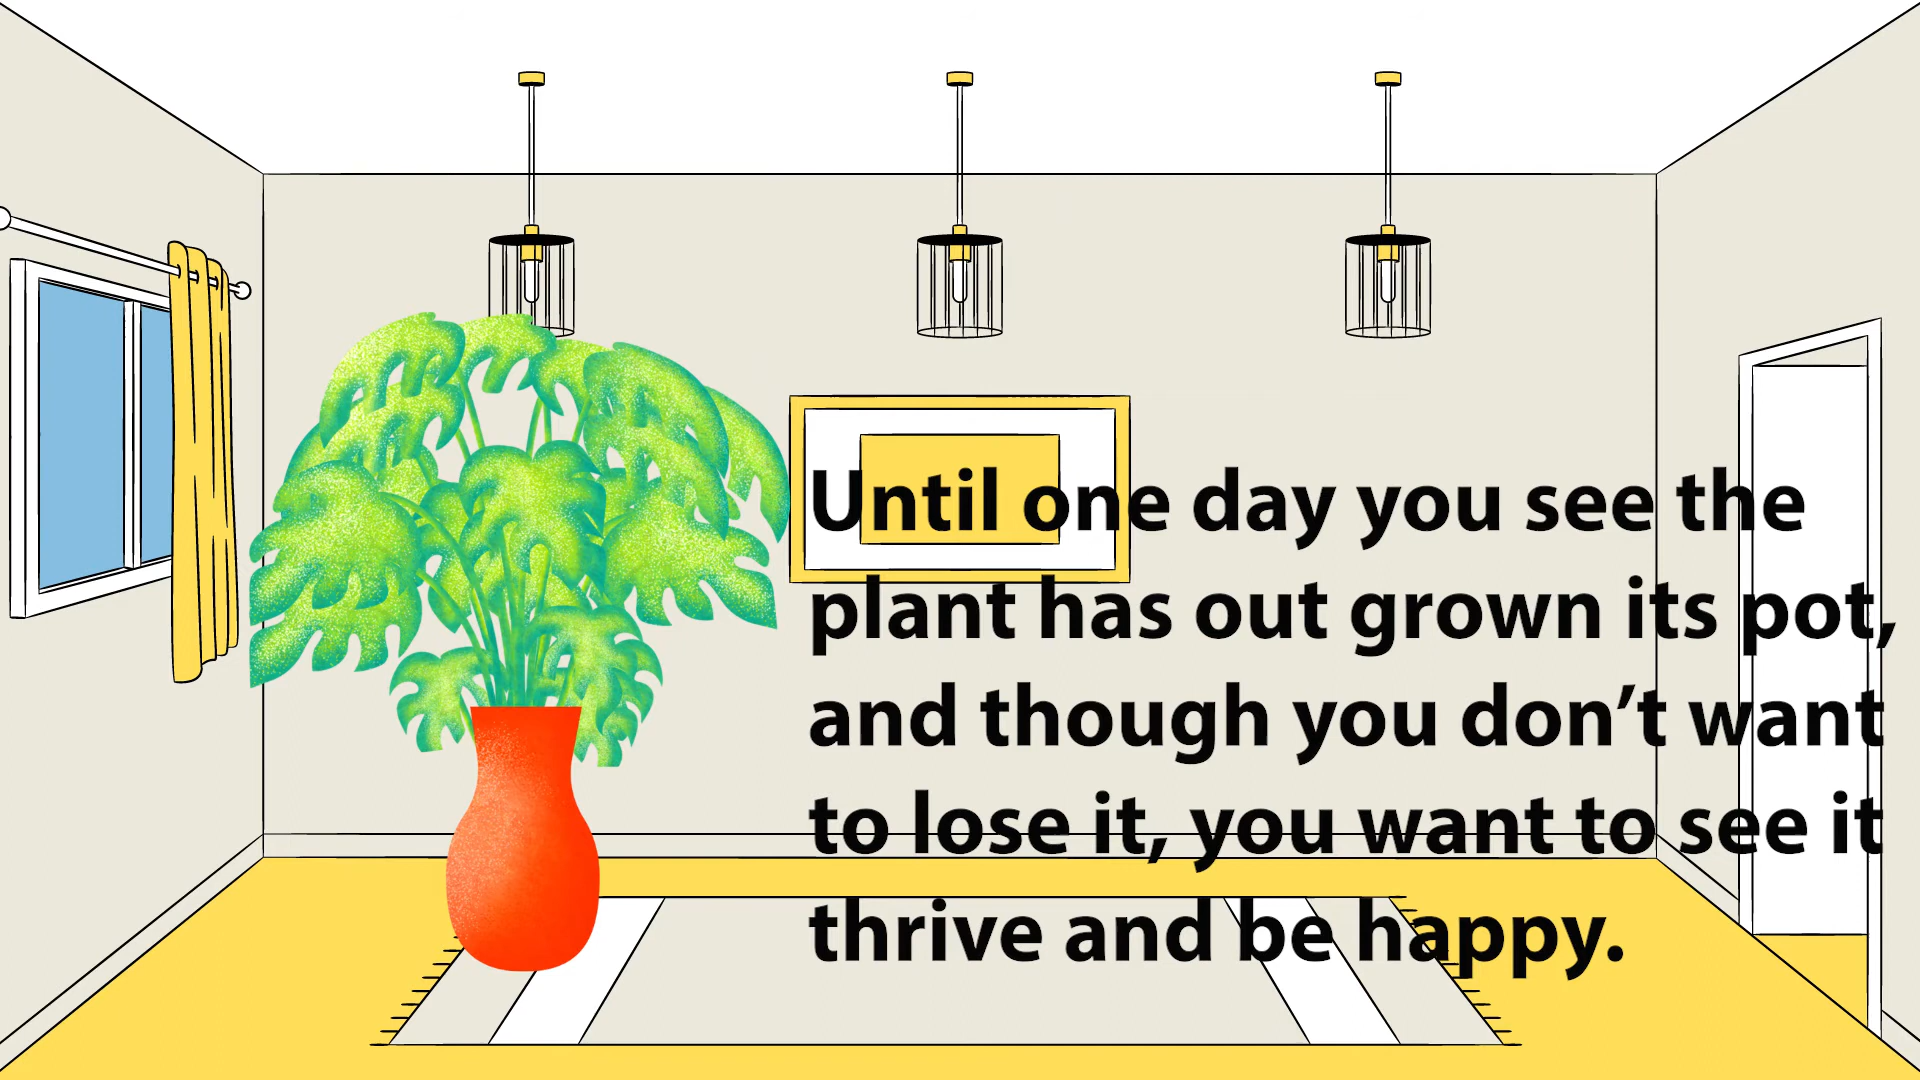 Until one day you see the
plant has out grown its pot,
and though you don’t want
to lose it, you want to see it
thrive and be happy.